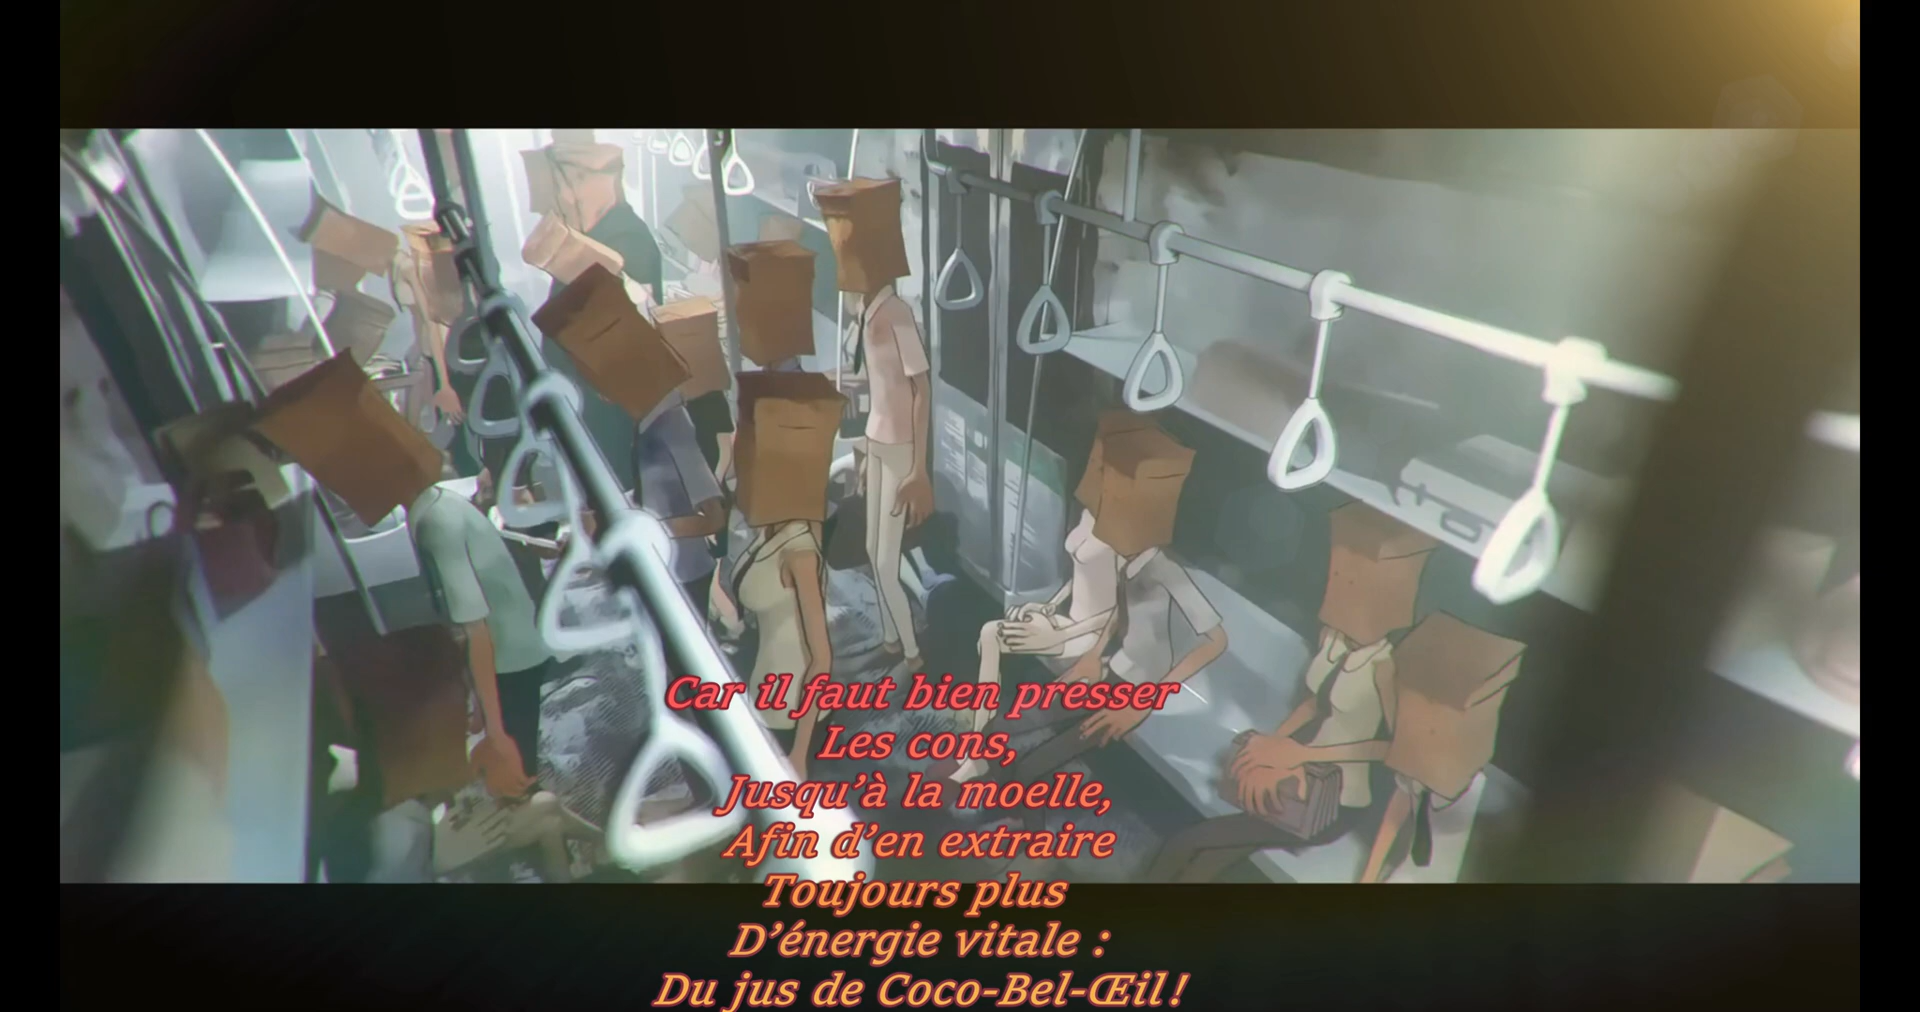 Car il faut bien presser
Les cons,
Jusqu’à la moelle,
Afin d’en extraire
Toujours plus
D’énergie vitale :
Du jus de Coco-Bel-Œil !